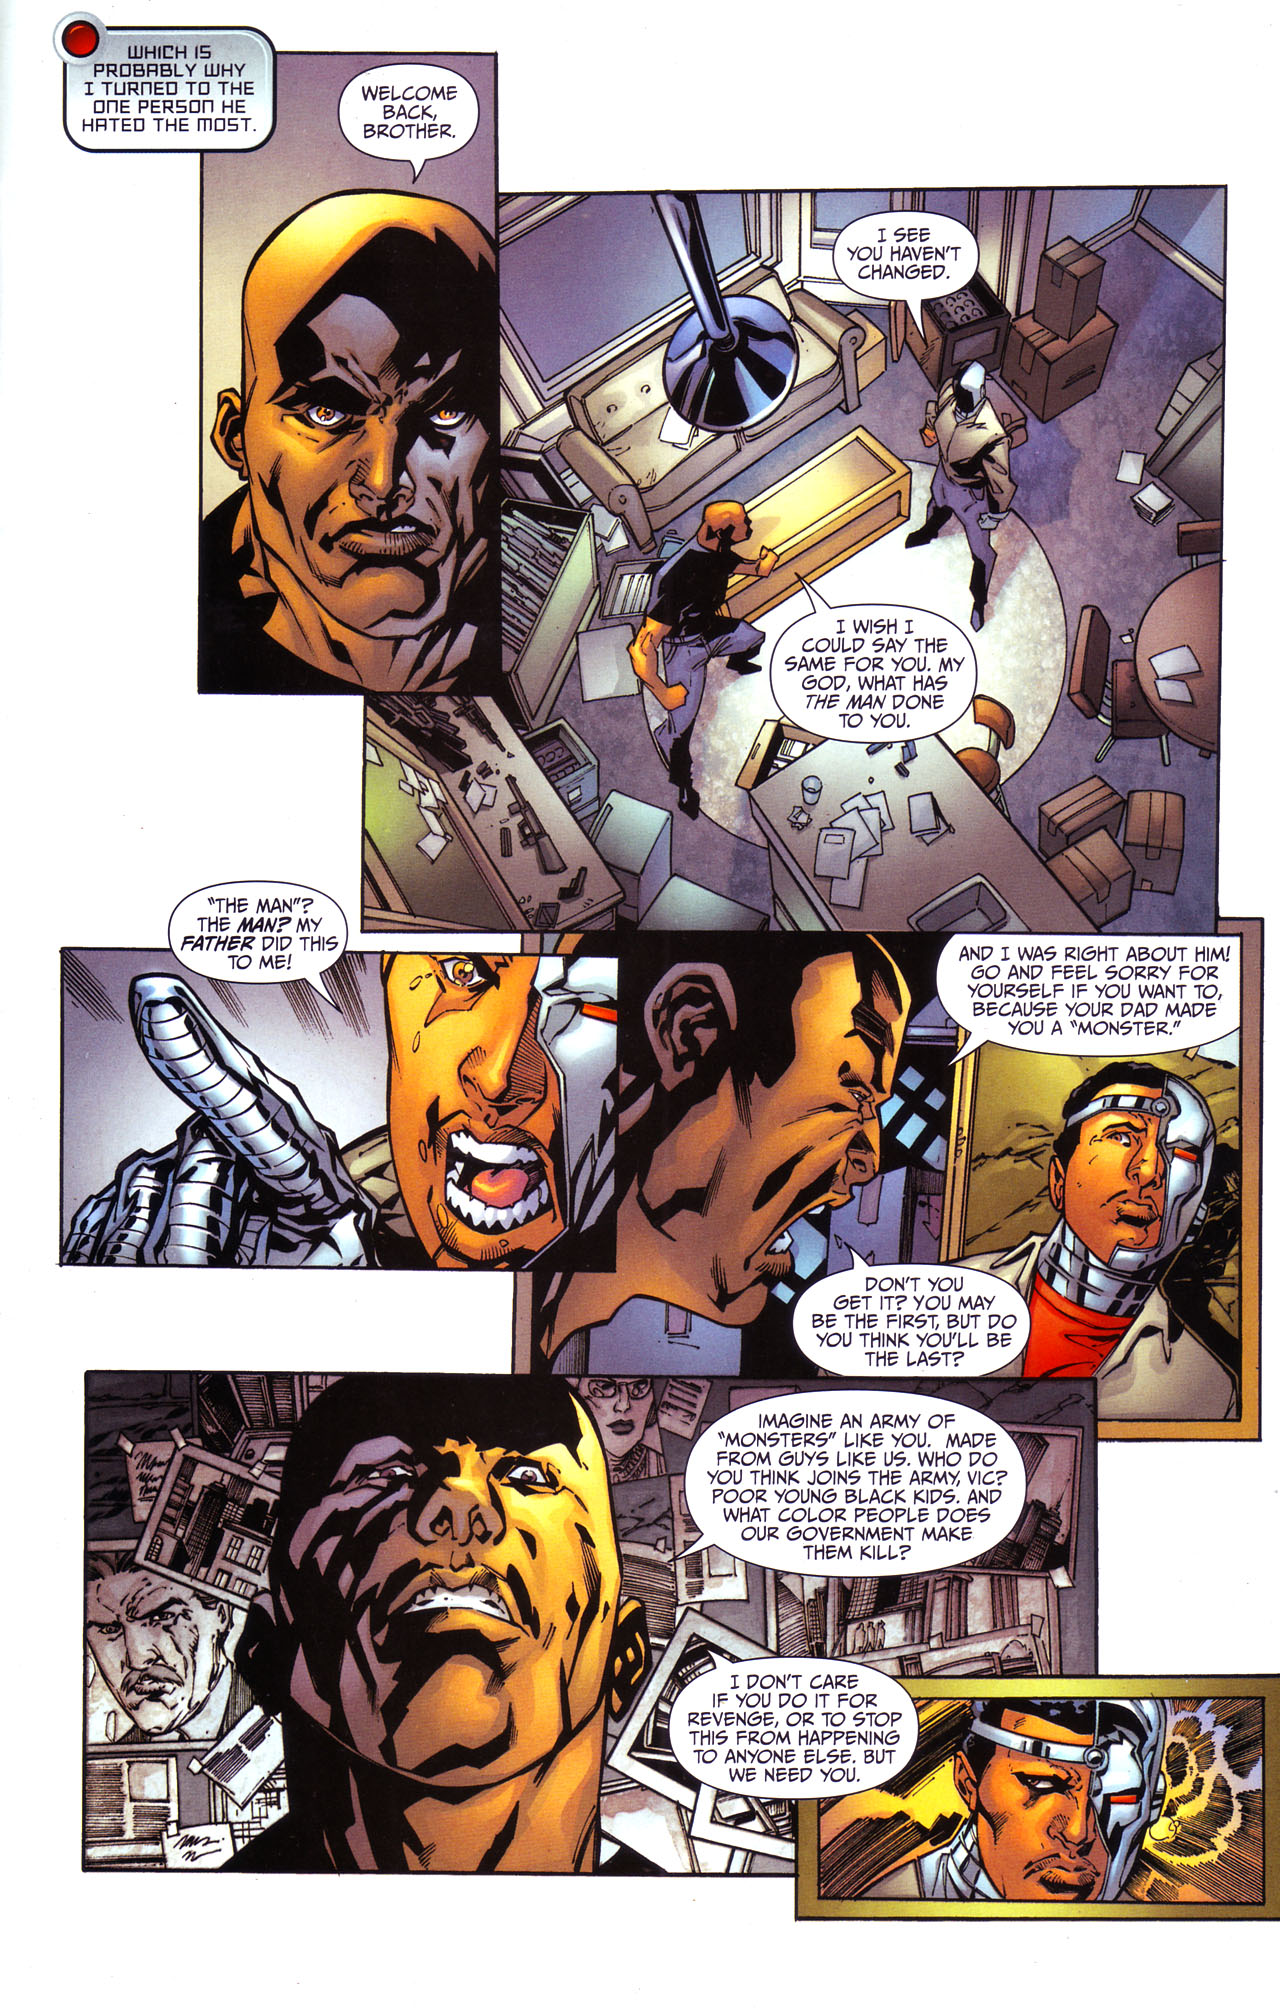 WHICH IS
PROBABLY WHY
I TURNED TO THE
ONE PERSON HE
HATED THE MOST.
WELCOME
BACK,
BROTHER.
I SEE
YOU HAVEN'T
CHANGED.
I WISH I
COULD SAY THE
SAME FOR YOU. MY
GOD, WHAT HAS
THE MAN DONE
TO YOU.
"THE MAN"?
THE MAN? MY
FATHER DID THIS
TO ME!
AND I WAS RIGHT ABOUT HIM!
GO AND FEEL SORRY FOR
YOURSELF IF YOU WANT TO,
BECAUSE YOUR DAD MADE
YOU A "MONSTER."
DON'T YOU
GET IT? YOU MAY
BE THE FIRST, BUT DO
YOU THINK YOU'LL BE
THE LAST?
IMAGINE AN ARMY OF
"MONSTERS" LIKE YOU. MADE
FROM GUYS LIKE US. WHO DO
YOU THINK JOINS THE ARMY, VIC?
POOR YOUNG BLACK KIDS. AND
WHAT COLOR PEOPLE DOES
OUR GOVERNMENT MAKE
THEM KILL?
I DON'T CARE
IF YOU DO IT FOR
REVENGE, OR TO STOP
THIS FROM HAPPENING
TO ANYONE ELSE. BUT
WE NEED YOU.